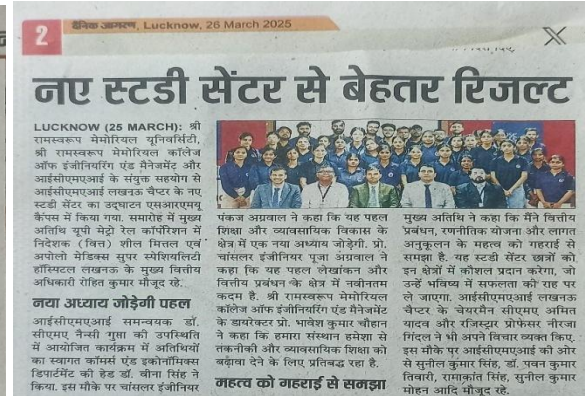 2
दैनिक जागरण, Lucknow, 26 March 2025
नए स्टडी सेंटर से बेहतर रिजल्ट
LUCKNOW (25 MARCH): श्री
रामस्वरूप मेमोरियल यूनिवर्सिटी,
श्री रामस्वरूप मेमोरियल कॉलेज
ऑफ इंजीनियरिंग एंड मैनेजमेंट और
आईसीएमएआई के संयुक्त सहयोग से
आईसीएमएआई लखनऊ चैप्टर के नए
स्टडी सेंटर का उद्घाटन एसआरएमयू
कैंपस में किया गया. समारोह में मुख्य
अतिथि यूपी मेट्रो रेल कॉर्पोरेशन में
निदेशक (वित्त) शील मित्तल एवं
अपोलो मेडिक्स सुपर स्पेशियलिटी
हॉस्पिटल लखनऊ के मुख्य वित्तीय
अधिकारी रोहित कुमार मौजूद रहे.
नया अध्याय जोड़ेगी पहल
आईसीएमएआई समन्वयक डॉ.
सीएमए नैन्सी गुप्ता की उपस्थिति
में आयोजित कार्यक्रम में अतिथियों
का स्वागत कॉमर्स एंड इकोनॉमिक्स
डिपार्टमेंट की हेड डॉ. वीना सिंह ने
किया. इस मौके पर चांसलर इंजीनियर
पंकज अग्रवाल ने कहा कि यह पहल
शिक्षा और व्यावसायिक विकास के
क्षेत्र में एक नया अध्याय जोड़ेगी. प्रो.
चांसलर इंजीनियर पूजा अग्रवाल ने
कहा कि यह पहल लेखांकन और
वित्तीय प्रबंधन के क्षेत्र में नवीनतम
कदम है. श्री रामस्वरूप मेमोरियल
कॉलेज ऑफ इंजीनियरिंग एंड मैनेजमेंट
के डायरेक्टर प्रो. भावेश कुमार चौहान
ने कहा कि हमारा संस्थान हमेशा से
तकनीकी और व्यावसायिक शिक्षा को
बढ़ावा देने के लिए प्रतिबद्ध रहा है.
महत्व को गहराई से समझा
मुख्य अतिथि ने कहा कि मैंने वित्तीय
प्रबंधन, रणनीतिक योजना और लागत
अनुकूलन के महत्व को गहराई से
समझा है. यह स्टडी सेंटर छात्रों को
इन क्षेत्रों में कौशल प्रदान करेगा, जो
उन्हें भविष्य में सफलता की राह पर
ले जाएगा. आईसीएमएआई लखनऊ
चैप्टर के चेयरमैन सीएमए अमित
यादव और रजिस्ट्रार प्रोफेसर नीरजा
जिंदल ने भी अपने विचार व्यक्त किए.
इस मौके पर आईसीएमएआई की ओर
से सुनील कुमार सिंह, डॉ. पवन कुमार
तिवारी, रामाकांत सिंह, सुनील कुमार
मोहन आदि मौजूद रहे.